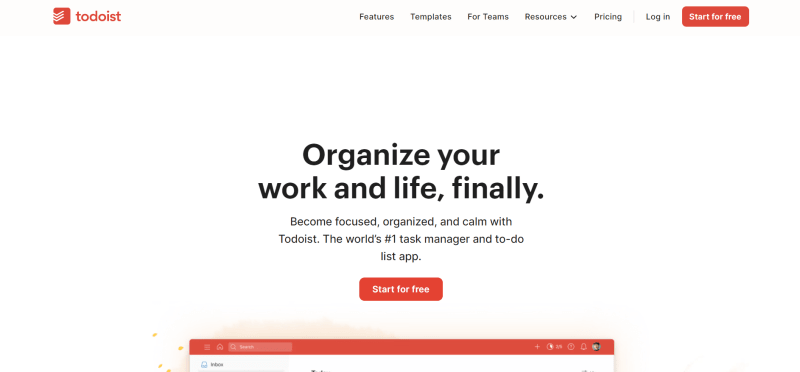 todoist
Features
Templates
For Teams
Resources
Pricing
Log in
Start for free
Organize your
work and life, finally.
Become focused, organized, and calm with
Todoist. The world’s #1 task manager and to-do
list app.
Start for free
Search
Inbox